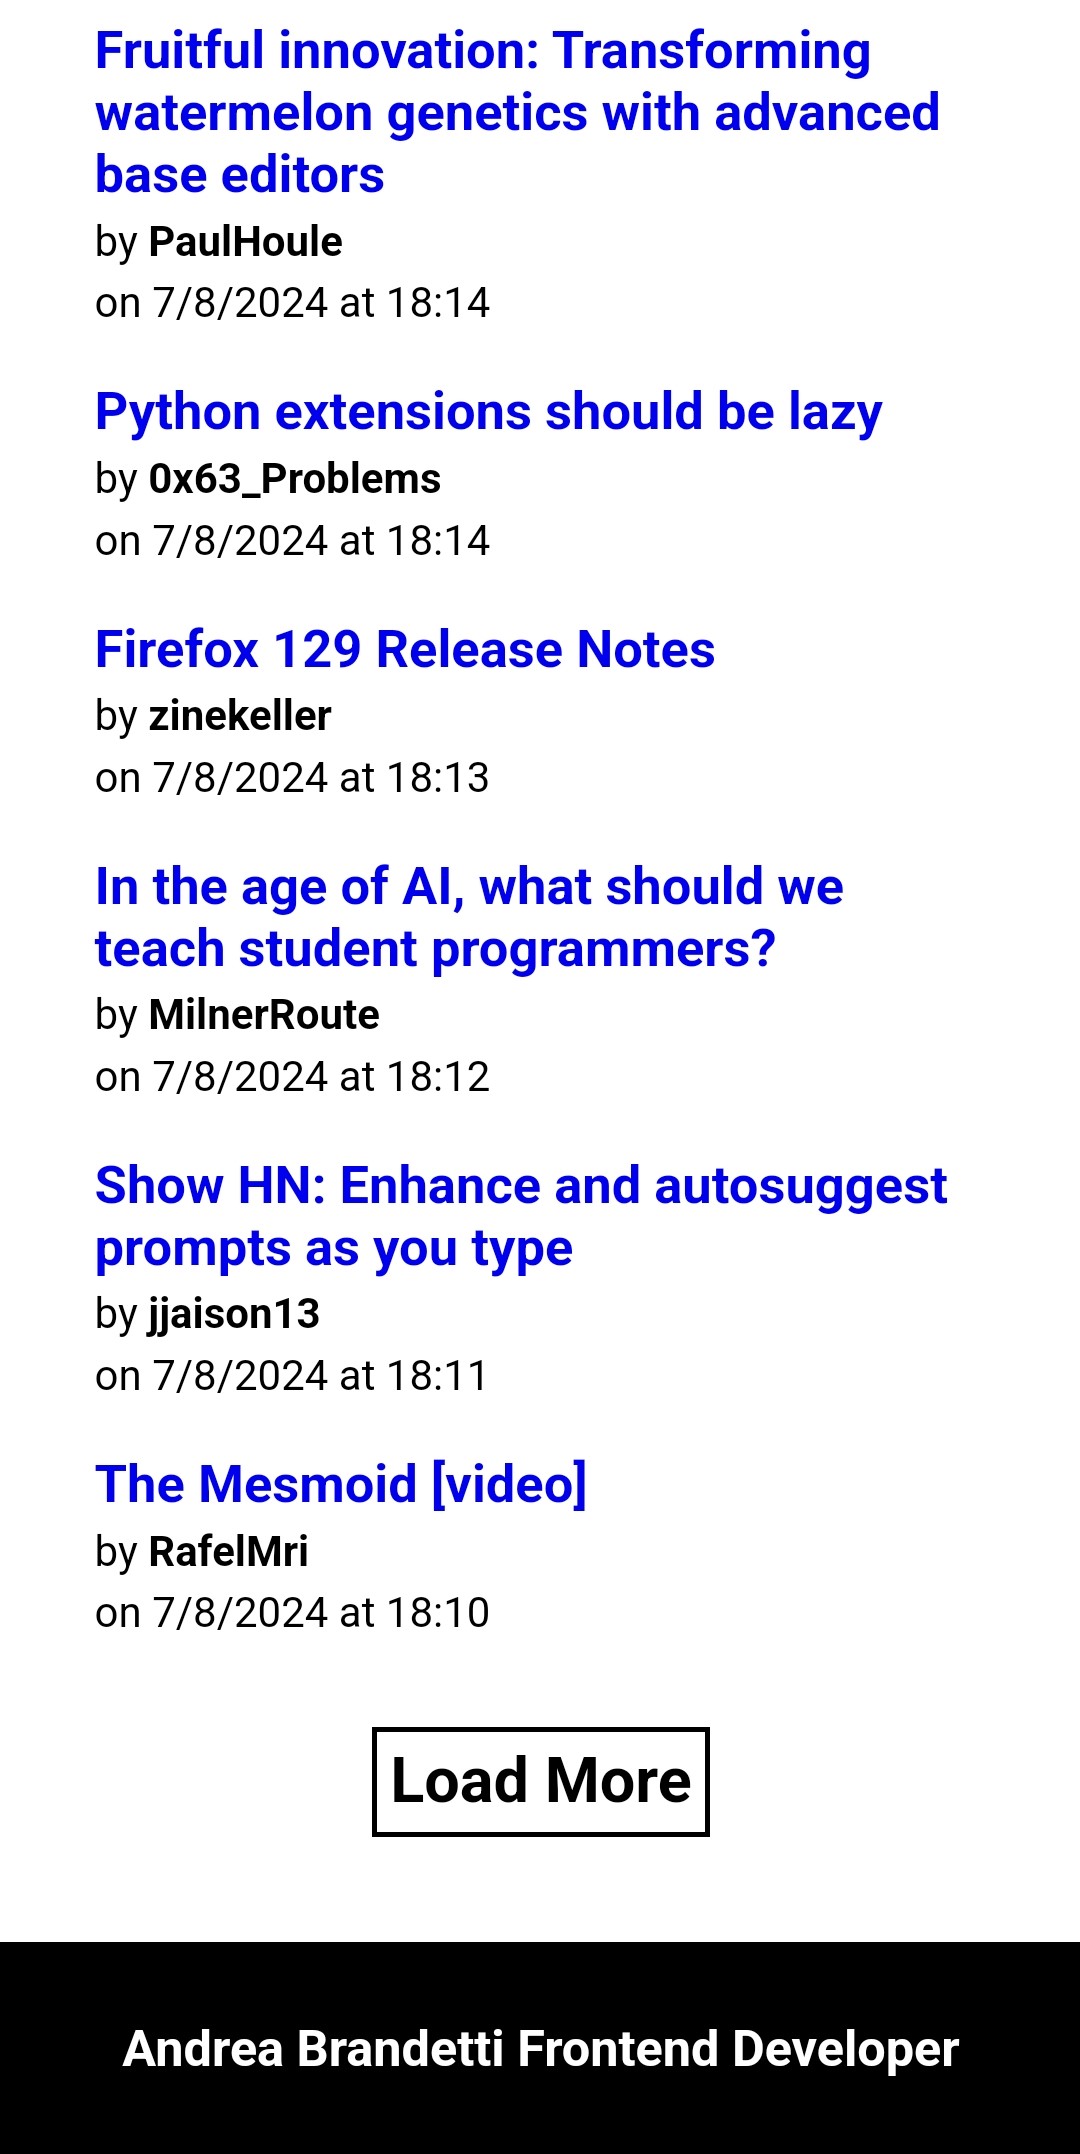 Fruitful innovation: Transforming
watermelon genetics with advanced
base editors
by PaulHoule
on 7/8/2024 at 18:14
Python extensions should be lazy
by 0x63_Problems
on 7/8/2024 at 18:14
Firefox 129 Release Notes
by zinekeller
on 7/8/2024 at 18:13
In the age of AI, what should we
teach student programmers?
by MilnerRoute
on 7/8/2024 at 18:12
Show HN: Enhance and autosuggest
prompts as you type
by jjaison13
on 7/8/2024 at 18:11
The Mesmoid [video]
by RafelMri
on 7/8/2024 at 18:10
Load More
Andrea Brandetti Frontend Developer